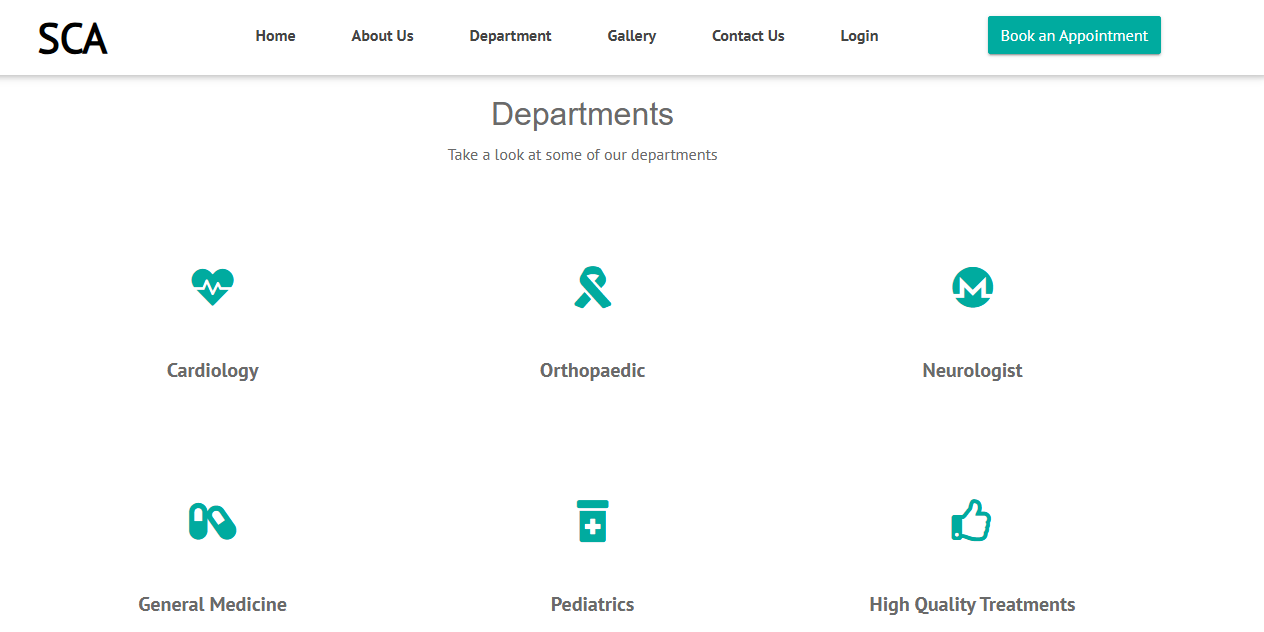 SCA
Home About Us Department Gallery Contact Us Login Book an Appointment
Departments
Take a look at some of our departments
Cardiology Orthopaedic Neurologist
General Medicine Pediatrics High Quality Treatments